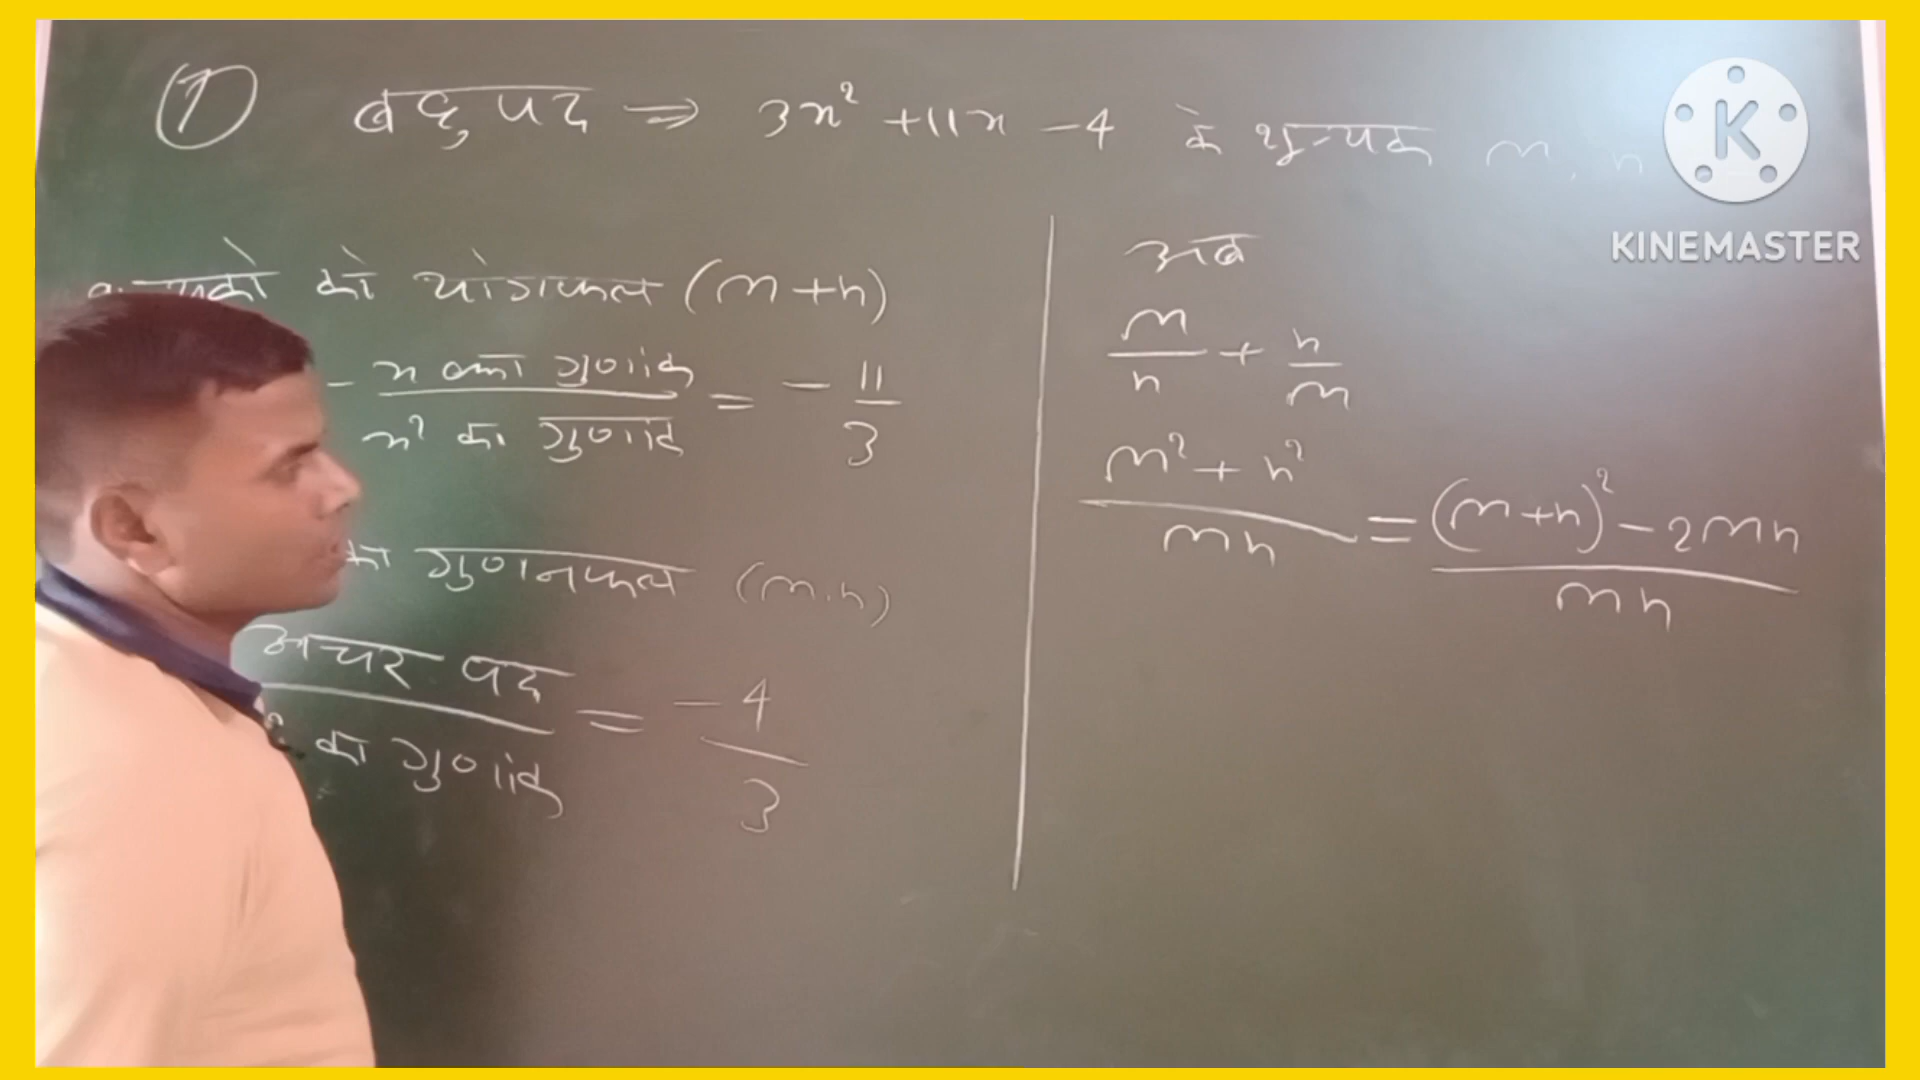 ① बहुपद ⇒ 3x² + 11x - 4 के शून्यक m, n
को योगफल (m + n)
- x का गुणांक / x² का गुणांक = - 11/3
का गुणनफल (m.n)
अचर पद / का गुणांक = -4/3
अब
m/n + n/m
m² + n² / mn = (m + n)² - 2mn / mn
K
KINEMASTER